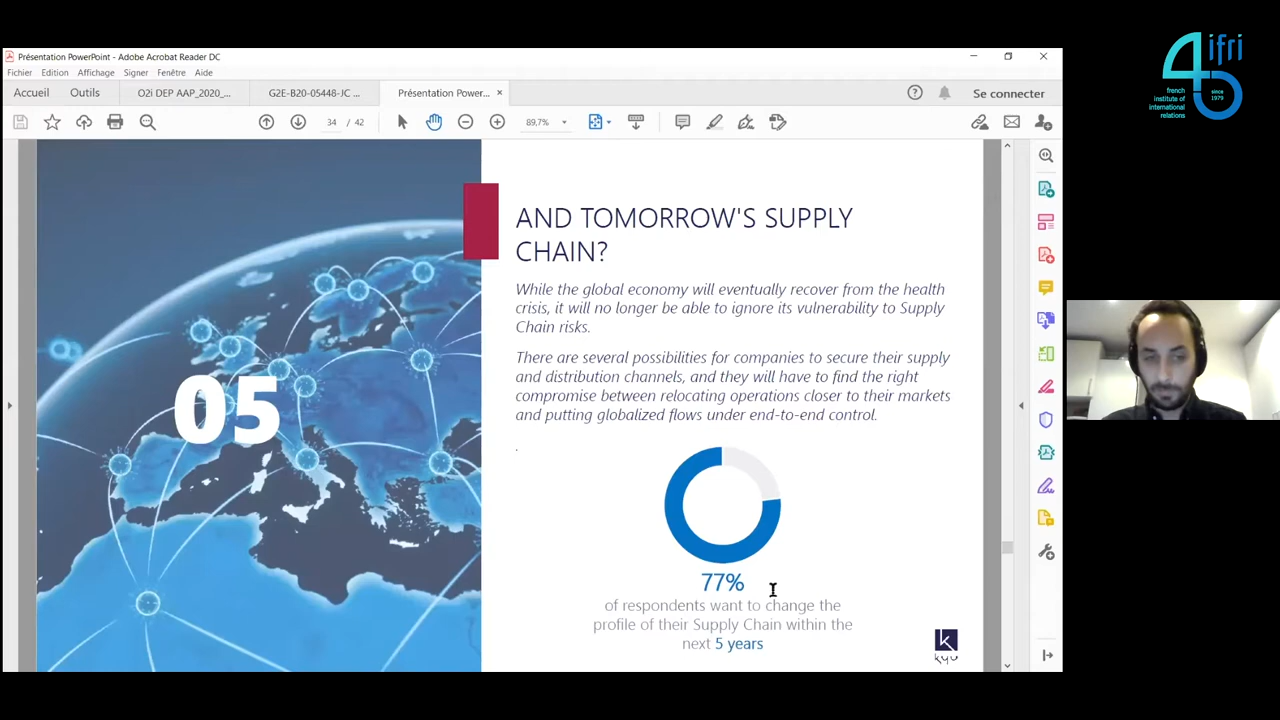 Présentation PowerPoint - Adobe Acrobat Reader DC
Fichier Edition Affichage Signer Fenêtre Aide
Accueil Outils O2i DEP AAP_2020_... G2E-B20-05448-JC ... Présentation Power... × Se connecter
34 / 42 89,7%
AND TOMORROW'S SUPPLY
CHAIN?
While the global economy will eventually recover from the health
crisis, it will no longer be able to ignore its vulnerability to Supply
Chain risks.
There are several possibilities for companies to secure their supply
and distribution channels, and they will have to find the right
compromise between relocating operations closer to their markets
and putting globalized flows under end-to-end control.
.
05
77%
of respondents want to change the
profile of their Supply Chain within the
next 5 years
k
kyu
45 ifri
french
institute of
international
relations
since
1979